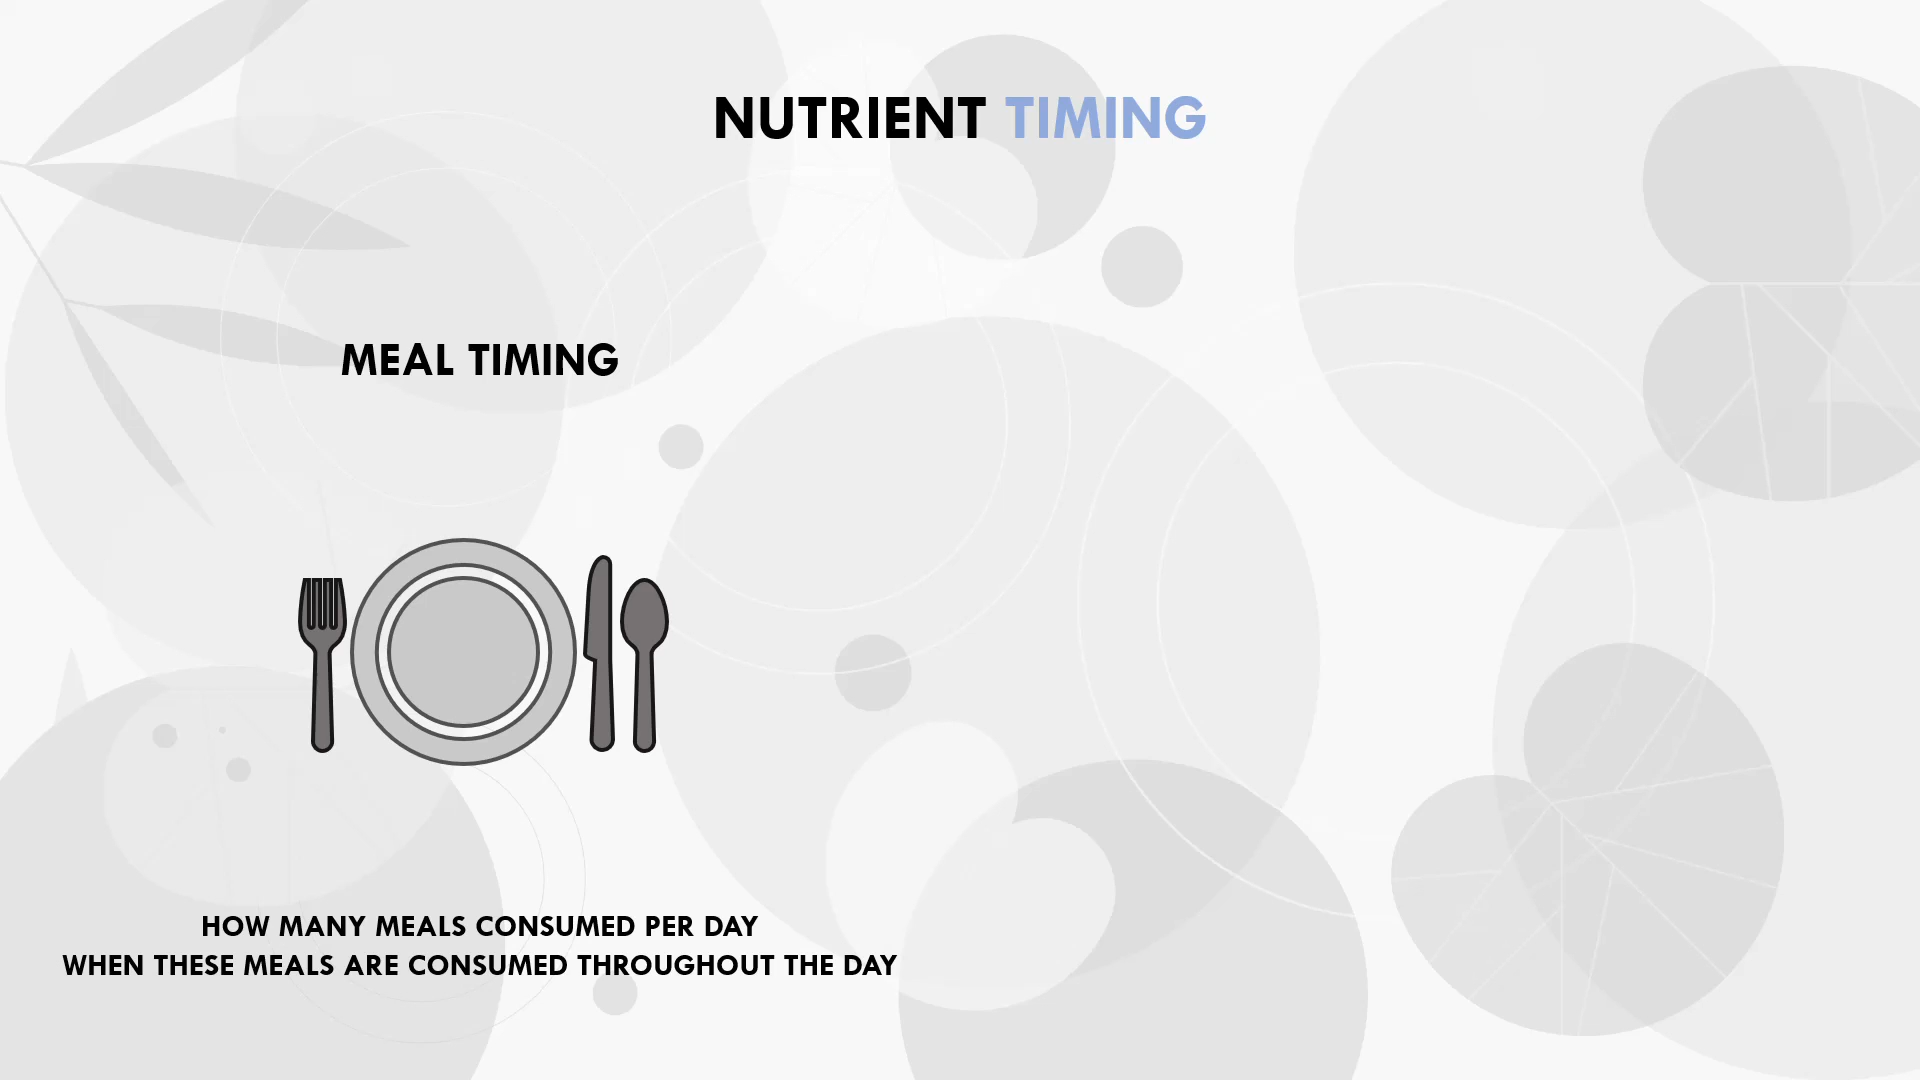 NUTRIENT TIMING
MEAL TIMING
HOW MANY MEALS CONSUMED PER DAY
WHEN THESE MEALS ARE CONSUMED THROUGHOUT THE DAY